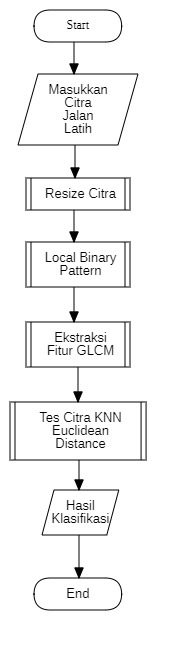 Start
Masukkan
Citra
Jalan
Latih
Resize Citra
Local Binary
Pattern
Ekstraksi
Fitur GLCM
Tes Citra KNN
Euclidean
Distance
Hasil
Klasifikasi
End